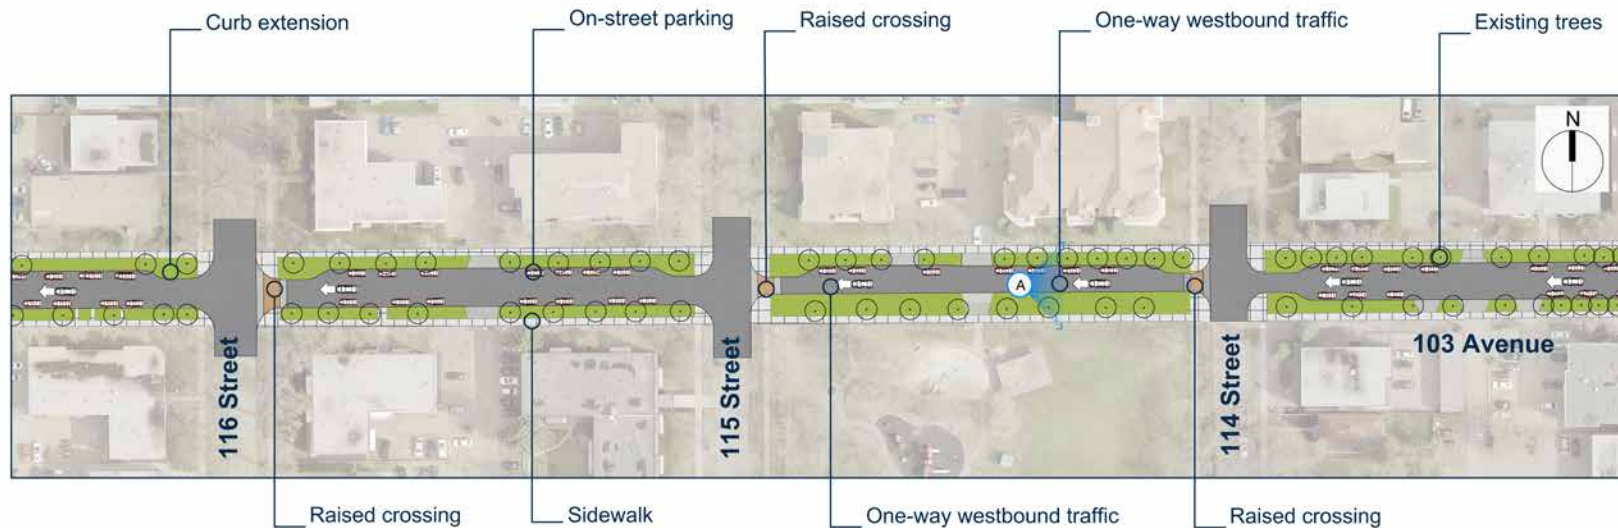 Curb extension
On-street parking
Raised crossing
One-way westbound traffic
Existing trees
N
A
116 Street
115 Street
114 Street
103 Avenue
Raised crossing
Sidewalk
One-way westbound traffic
Raised crossing